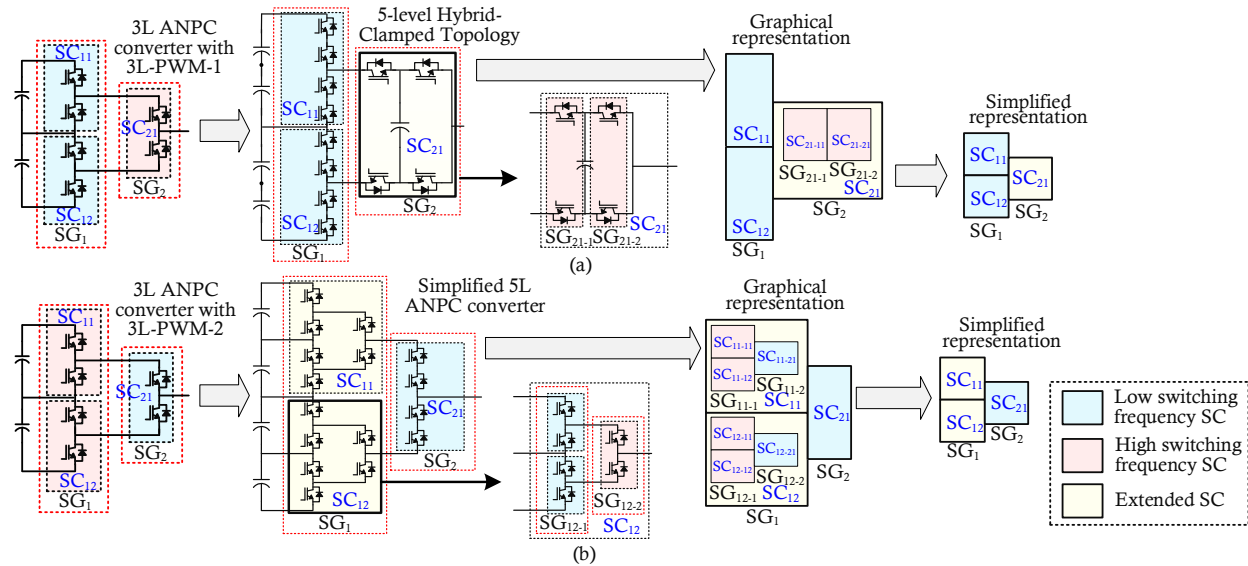 3L ANPC
converter with
3L-PWM-1
SC11
SC21
SC12
SG2
SG1
5-level Hybrid-
Clamped Topology
SC11
SC21
SC12
SG2
SG1
SG21-1 SG21-2
SC21
Graphical
representation
SC11
SC21-11 SC21-21
SG21-1 SG21-2
SC21
SG2
SC12
SG1
Simplified
representation
SC11
SC21
SC12
SG2
SG1
(a)
3L ANPC
converter with
3L-PWM-2
SC11
SC21
SC12
SG2
SG1
Simplified 5L
ANPC converter
SC11
SC21
SG2
SC12
SG1
SG12-2
SG12-1
SC12
Graphical
representation
SC11-11
SC11-21
SC11-12
SG11-2
SG11-1
SC11
SC21
SC12-11
SC12-21
SC12-12
SG12-2
SG12-1
SC12
SG2
SG1
Simplified
representation
SC11
SC21
SC12
SG2
SG1
Low switching
frequency SC
High switching
frequency SC
Extended SC
(b)